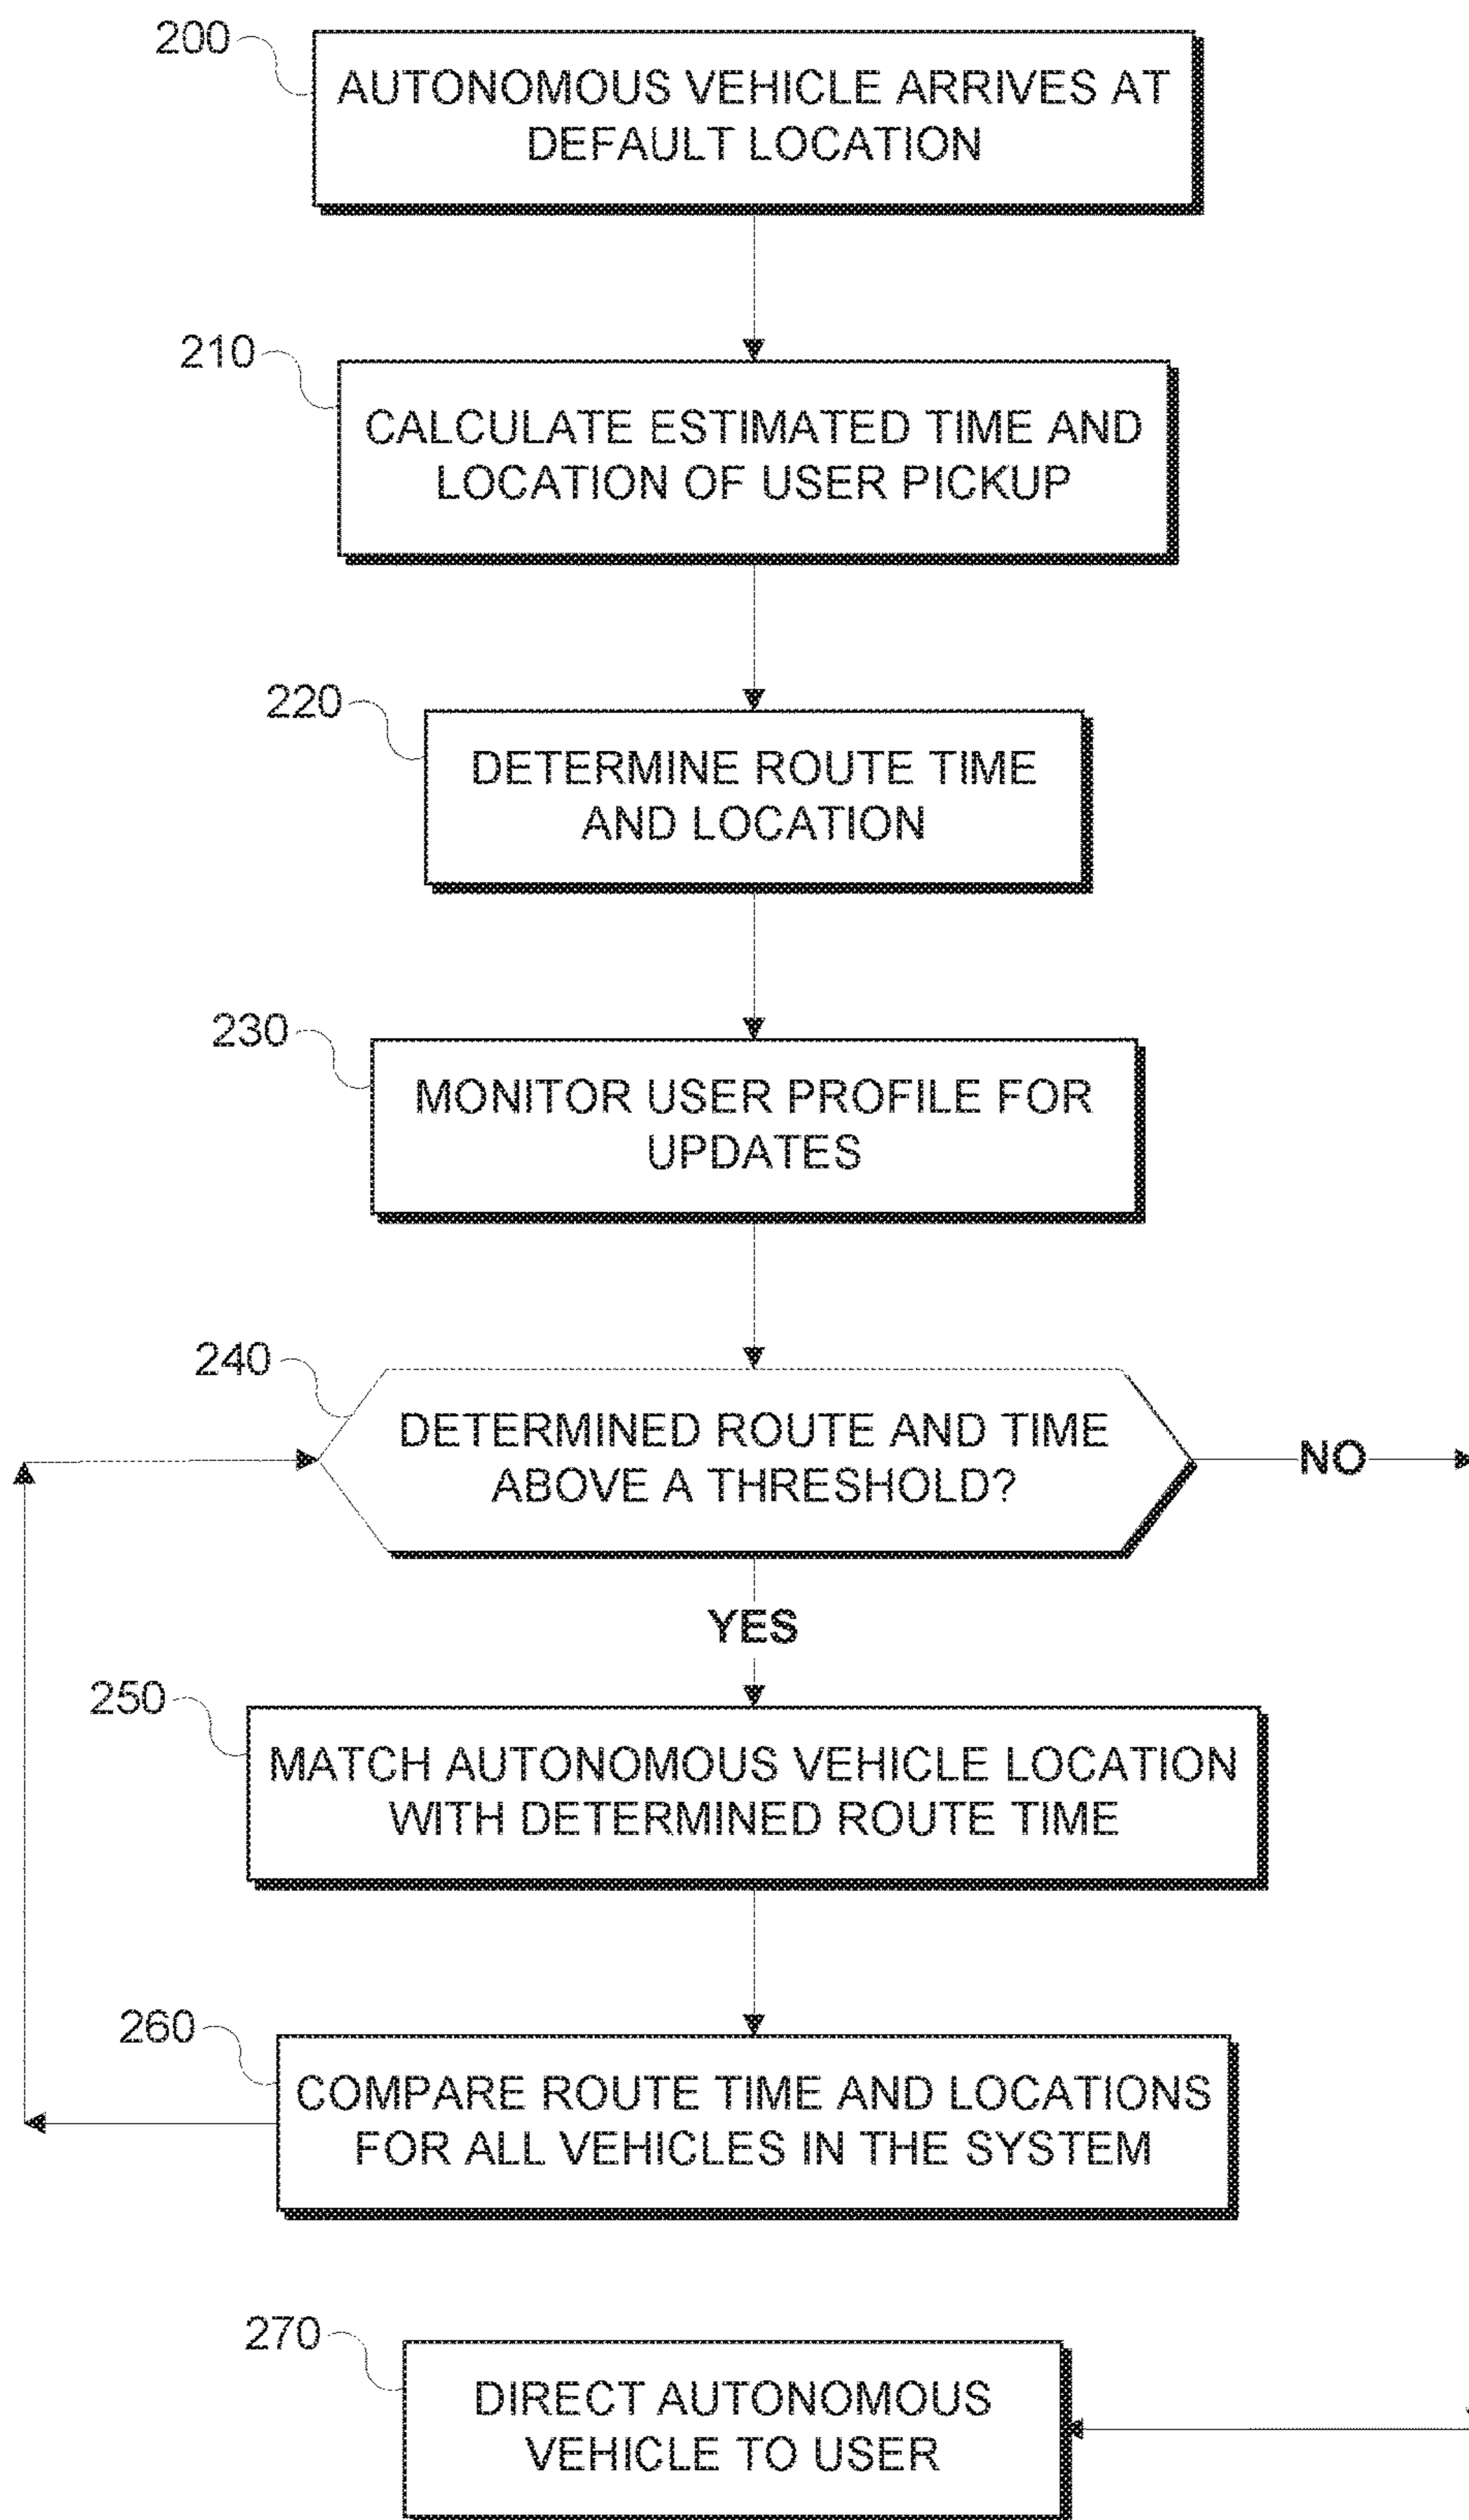 200
AUTONOMOUS VEHICLE ARRIVES AT
DEFAULT LOCATION
210
CALCULATE ESTIMATED TIME AND
LOCATION OF USER PICKUP
220
DETERMINE ROUTE TIME
AND LOCATION
230
MONITOR USER PROFILE FOR
UPDATES
240
DETERMINED ROUTE AND TIME
ABOVE A THRESHOLD?
NO
YES
250
MATCH AUTONOMOUS VEHICLE LOCATION
WITH DETERMINED ROUTE TIME
260
COMPARE ROUTE TIME AND LOCATIONS
FOR ALL VEHICLES IN THE SYSTEM
270
DIRECT AUTONOMOUS
VEHICLE TO USER